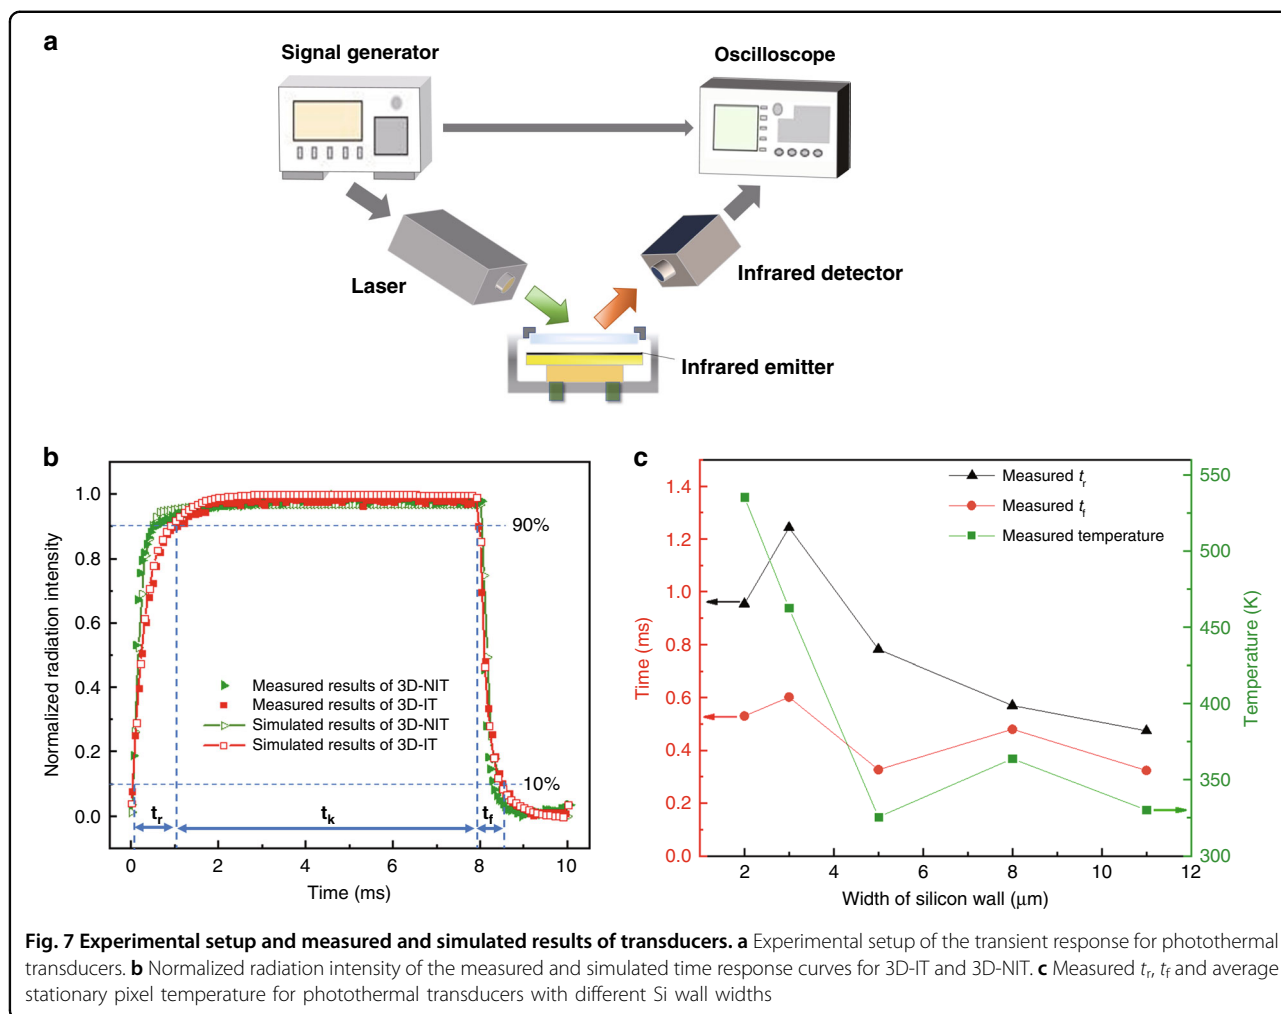 a
Signal generator
Oscilloscope
Laser
Infrared detector
Infrared emitter
b
Normalized radiation intensity
1.0
0.8
0.6
0.4
0.2
0.0
90%
10%
Measured results of 3D-NIT
Measured results of 3D-IT
Simulated results of 3D-NIT
Simulated results of 3D-IT
tr
tk
tf
0 2 4 6 8 10
Time (ms)
c
Time (ms)
1.4
1.2
1.0
0.8
0.6
0.4
0.2
0.0
Measured tr
Measured tf
Measured temperature
550
500
450
400
350
300
Temperature (K)
2 4 6 8 10 12
Width of silicon wall (μm)
Fig. 7 Experimental setup and measured and simulated results of transducers. a Experimental setup of the transient response for photothermal
transducers. b Normalized radiation intensity of the measured and simulated time response curves for 3D-IT and 3D-NIT. c Measured tr, tf and average
stationary pixel temperature for photothermal transducers with different Si wall widths